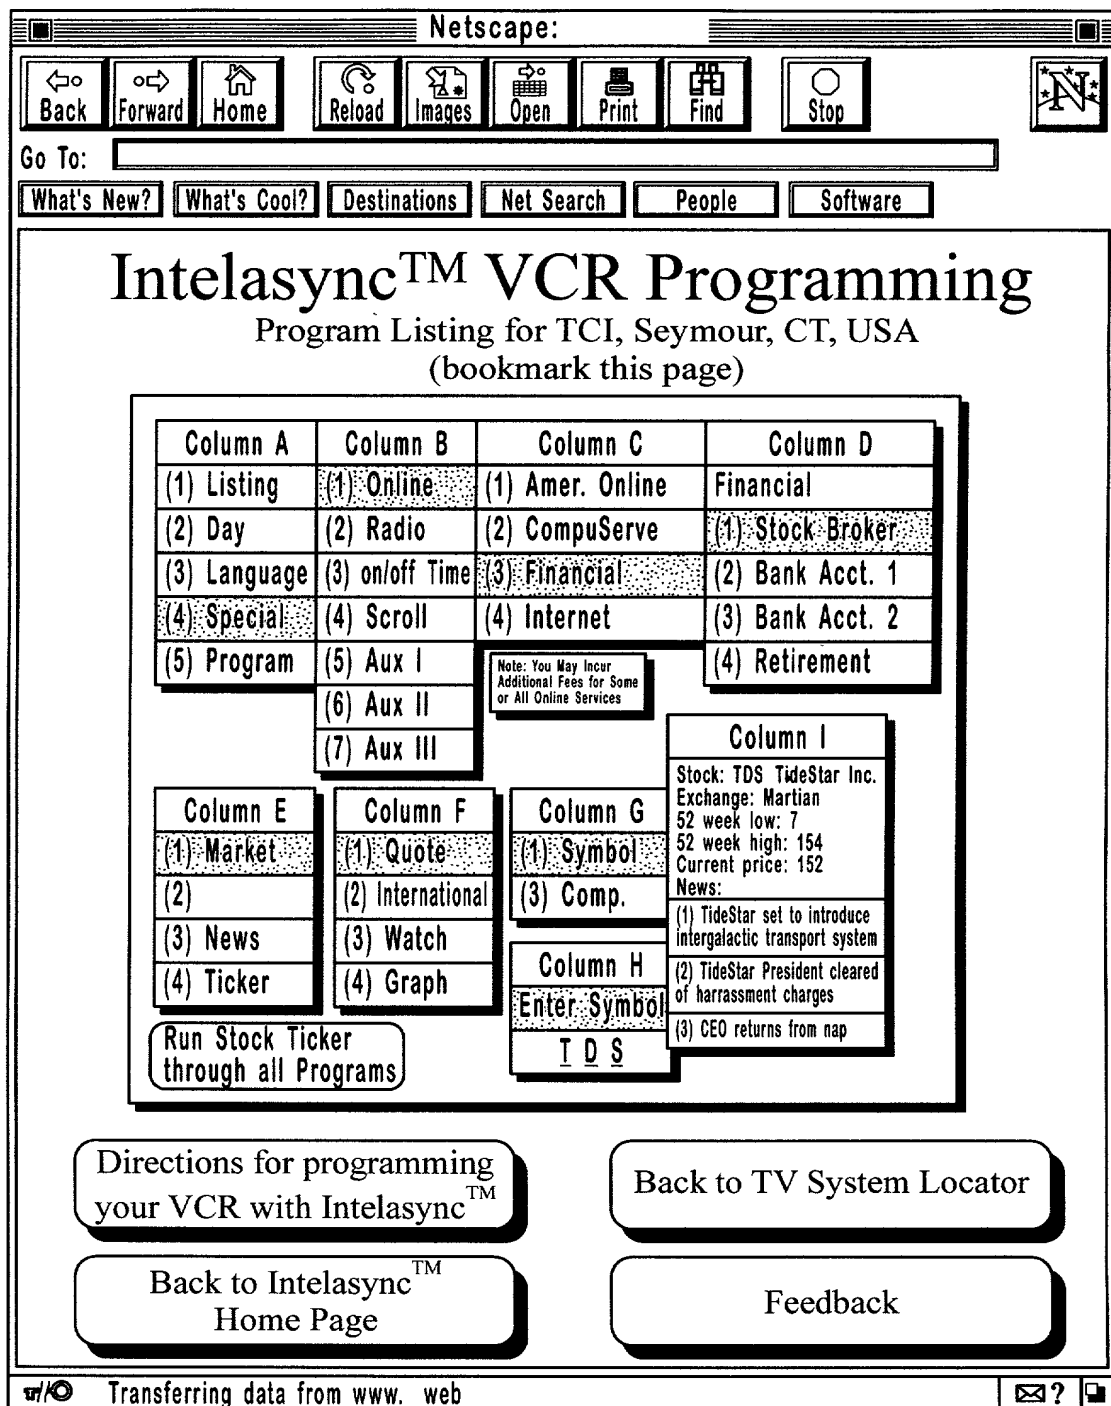 Netscape:
Back Forward Home Reload Images Open Print Find Stop N
Go To:
What's New? What's Cool? Destinations Net Search People Software
Intelasync™ VCR Programming
Program Listing for TCI, Seymour, CT, USA
(bookmark this page)
Column A
(1) Listing
(2) Day
(3) Language
(4) Special
(5) Program
Column B
(1) Online
(2) Radio
(3) on/off Time
(4) Scroll
(5) Aux I
(6) Aux II
(7) Aux III
Column C
(1) Amer. Online
(2) CompuServe
(3) Financial
(4) Internet
Note: You May Incur
Additional Fees for Some
or All Online Services
Column D
Financial
(1) Stock Broker
(2) Bank Acct. 1
(3) Bank Acct. 2
(4) Retirement
Column E
(1) Market
(2)
(3) News
(4) Ticker
Column F
(1) Quote
(2) International
(3) Watch
(4) Graph
Column G
(1) Symbol
(3) Comp.
Column H
Enter Symbol
T D S
Column I
Stock: TDS TideStar Inc.
Exchange: Martian
52 week low: 7
52 week high: 154
Current price: 152
News:
(1) TideStar set to introduce
intergalactic transport system
(2) TideStar President cleared
of harrassment charges
(3) CEO returns from nap
Run Stock Ticker
through all Programs
Directions for programming
your VCR with Intelasync™
Back to TV System Locator
Back to Intelasync™
Home Page
Feedback
Transferring data from www. web
?